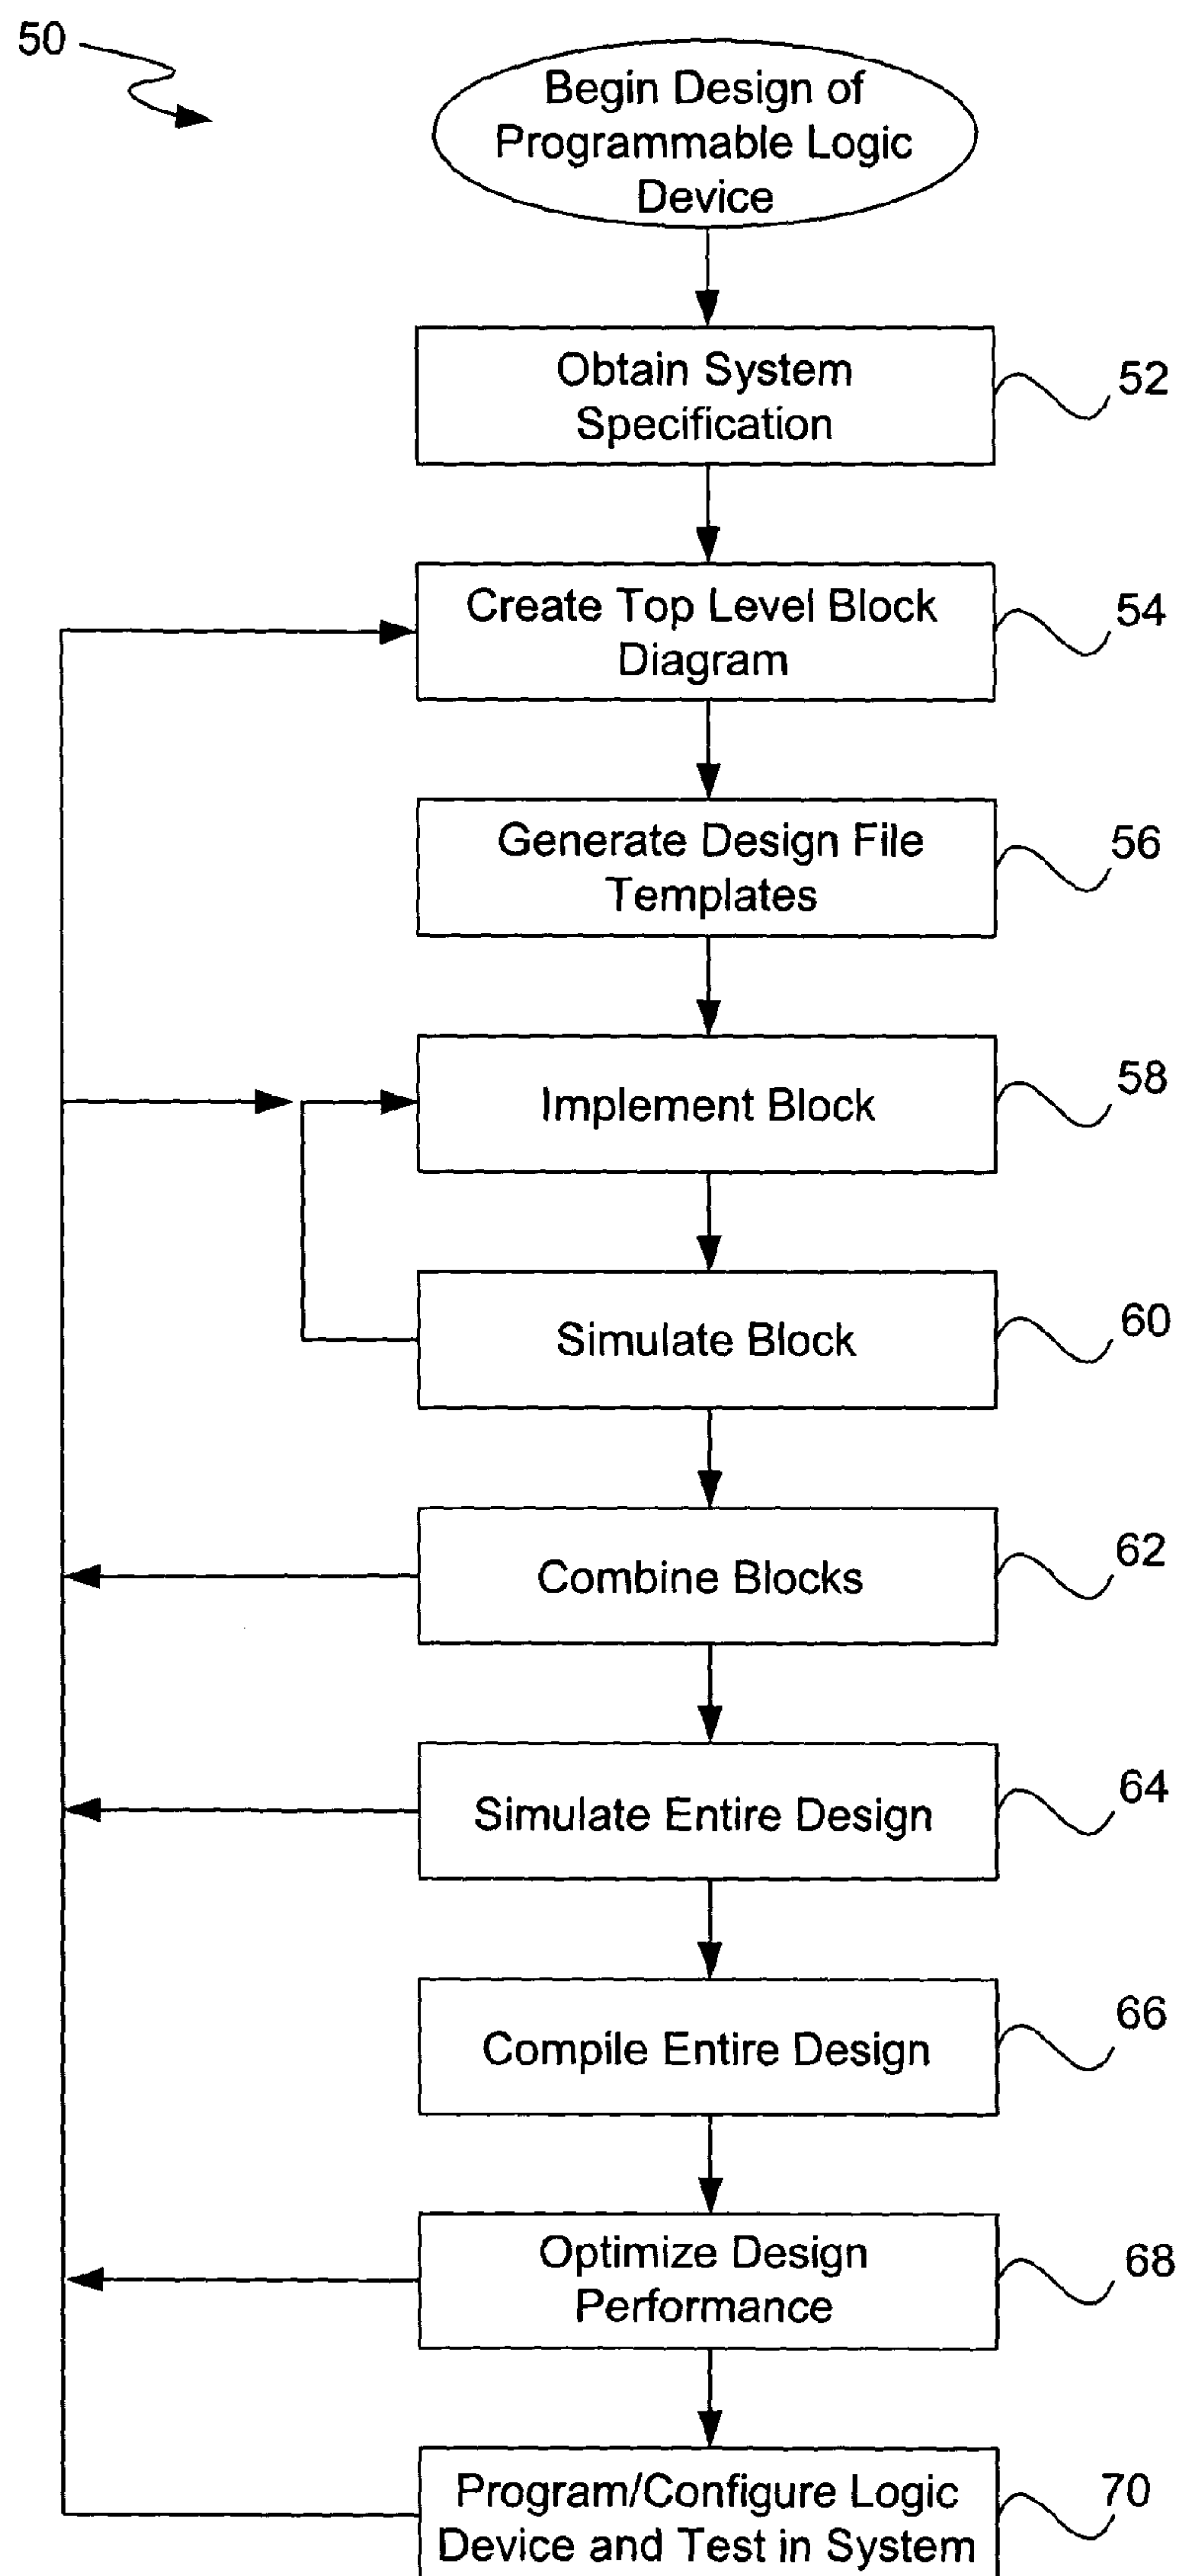 50
Begin Design of
Programmable Logic
Device
Obtain System
Specification
52
Create Top Level Block
Diagram
54
Generate Design File
Templates
56
Implement Block
58
Simulate Block
60
Combine Blocks
62
Simulate Entire Design
64
Compile Entire Design
66
Optimize Design
Performance
68
Program/Configure Logic
Device and Test in System
70